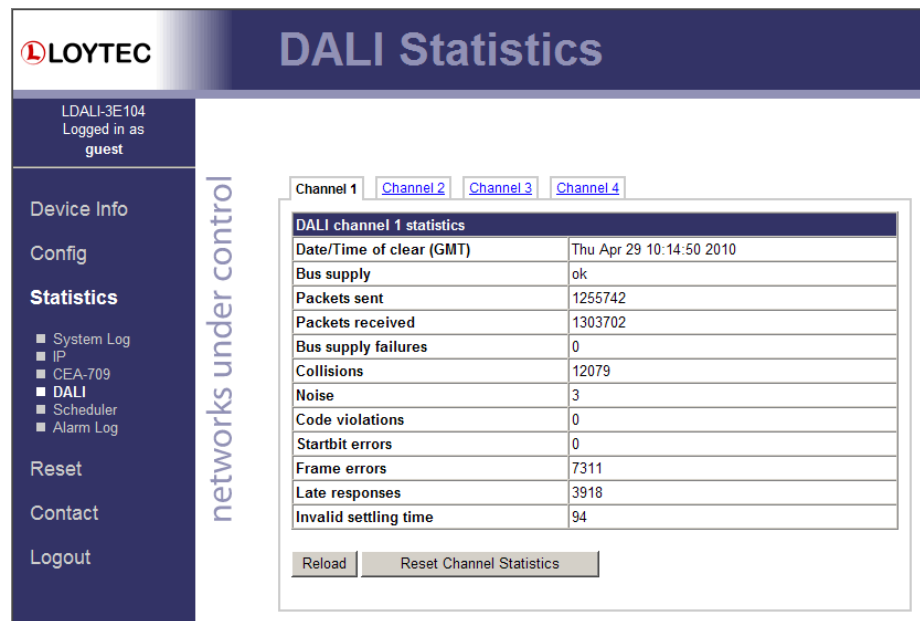 LOYTEC
DALI Statistics
LDALI-3E104
Logged in as
guest
Device Info
Config
Statistics
System Log
IP
CEA-709
DALI
Scheduler
Alarm Log
Reset
Contact
Logout
networks under control
Channel 1 Channel 2 Channel 3 Channel 4
DALI channel 1 statistics
Date/Time of clear (GMT) Thu Apr 29 10:14:50 2010
Bus supply ok
Packets sent 1255742
Packets received 1303702
Bus supply failures 0
Collisions 12079
Noise 3
Code violations 0
Startbit errors 0
Frame errors 7311
Late responses 3918
Invalid settling time 94
Reload Reset Channel Statistics